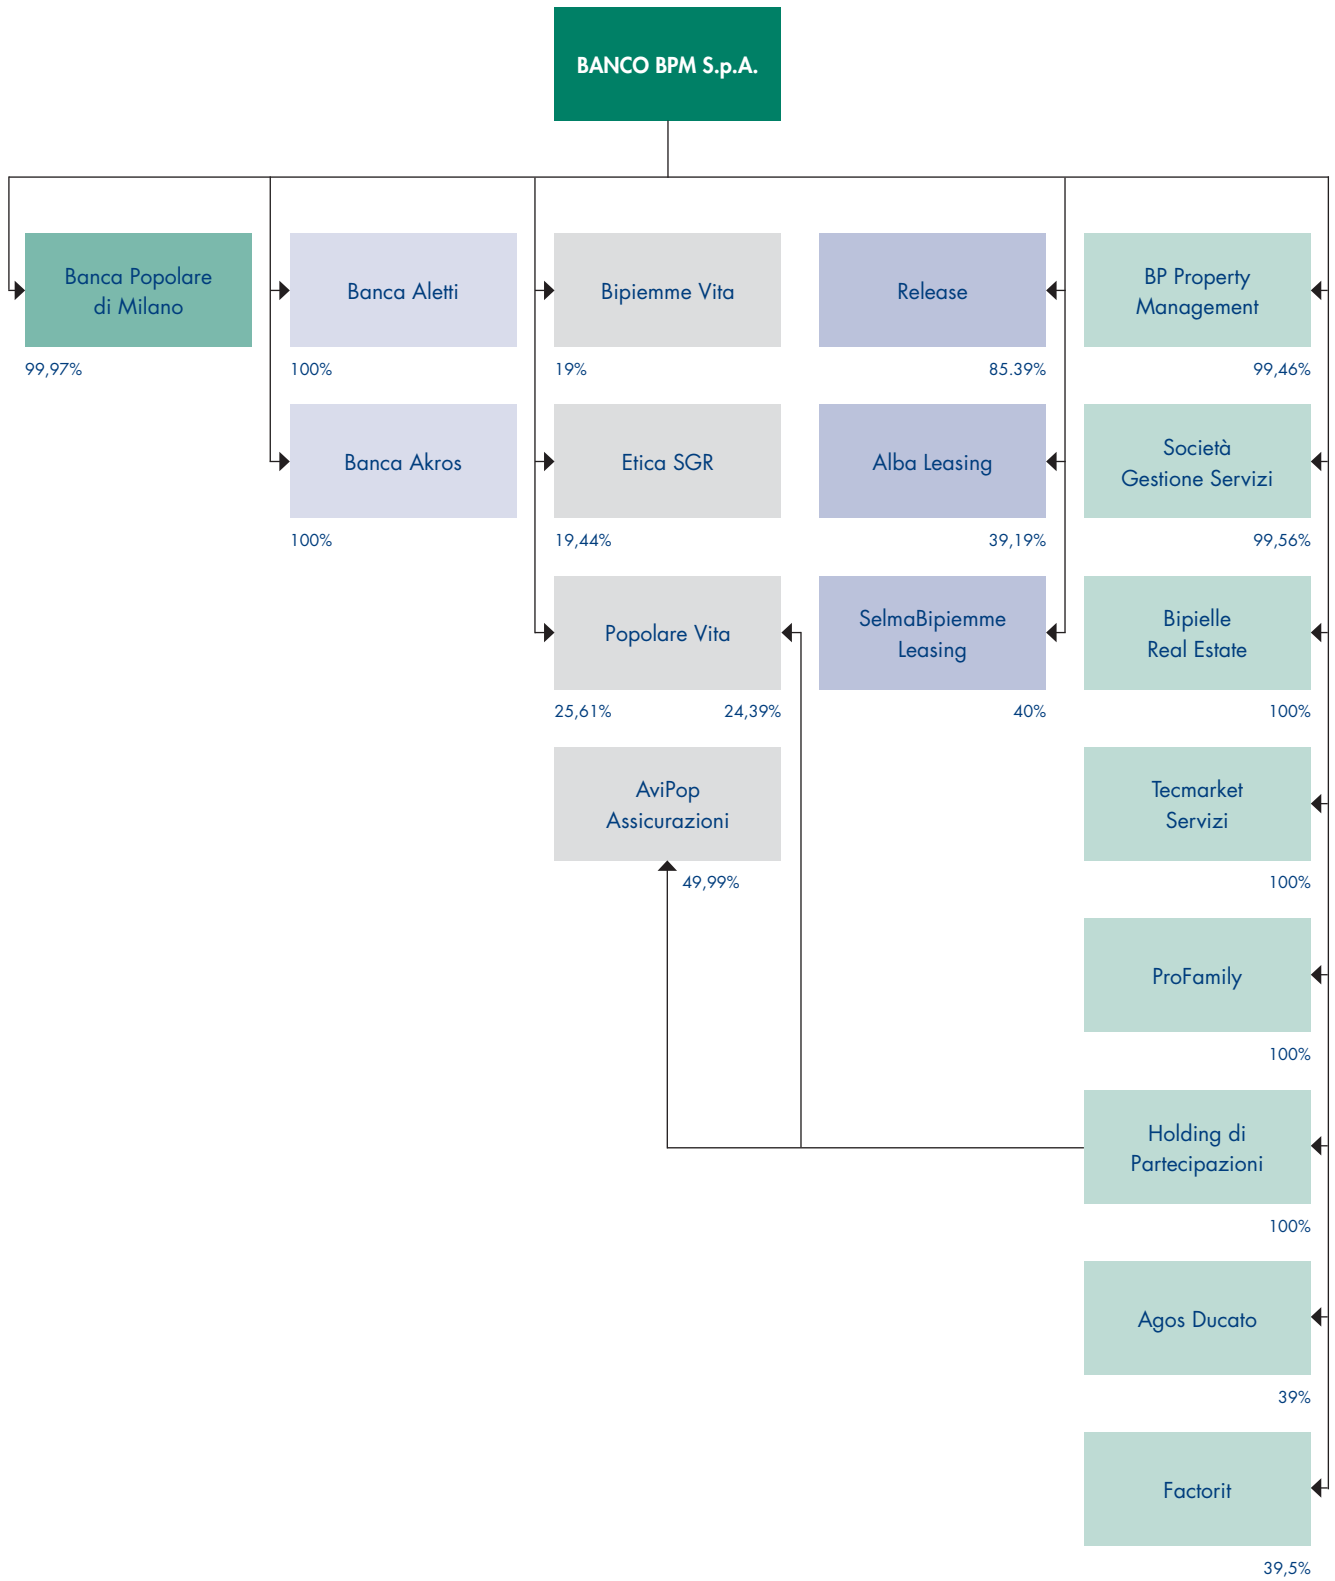 BANCO BPM S.p.A.
Banca Popolare
di Milano
99,97%
Banca Aletti
100%
Banca Akros
100%
Bipiemme Vita
19%
Etica SGR
19,44%
Popolare Vita
25,61%
24,39%
AviPop
Assicurazioni
49,99%
Release
85.39%
Alba Leasing
39,19%
SelmaBipiemme
Leasing
40%
BP Property
Management
99,46%
Società
Gestione Servizi
99,56%
Bipielle
Real Estate
100%
Tecmarket
Servizi
100%
ProFamily
100%
Holding di
Partecipazioni
100%
Agos Ducato
39%
Factorit
39,5%